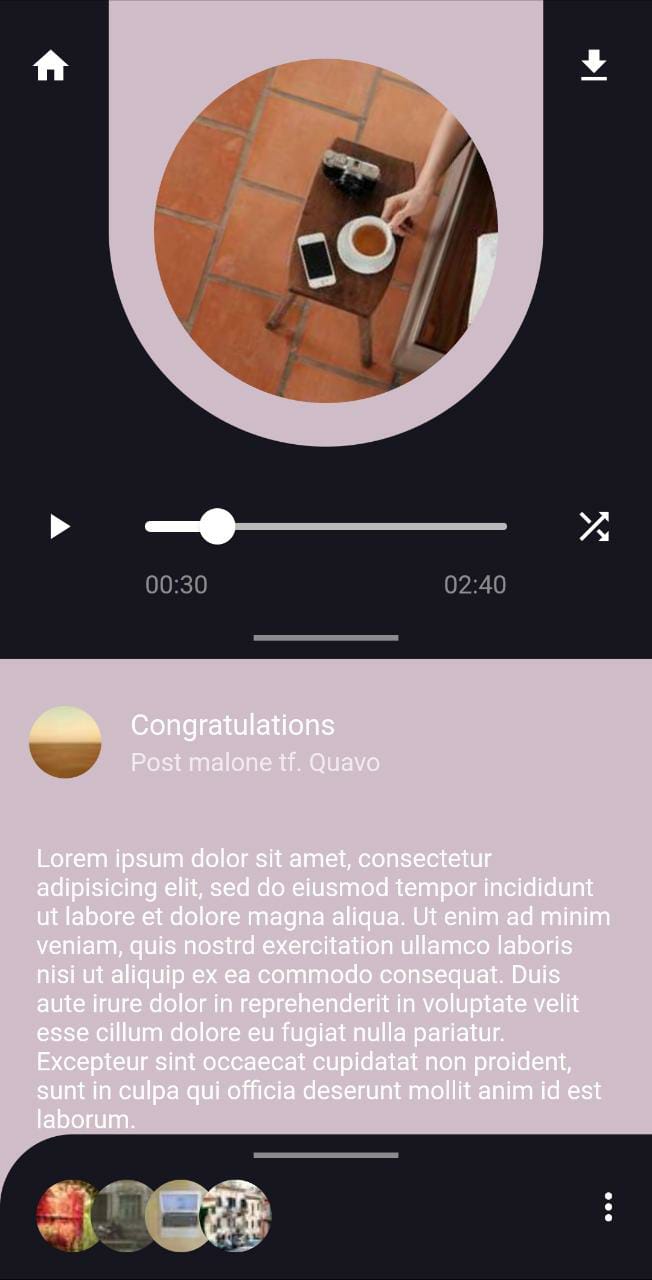 00:30 02:40
Congratulations
Post malone tf. Quavo
Lorem ipsum dolor sit amet, consectetur
adipisicing elit, sed do eiusmod tempor incididunt
ut labore et dolore magna aliqua. Ut enim ad minim
veniam, quis nostrd exercitation ullamco laboris
nisi ut aliquip ex ea commodo consequat. Duis
aute irure dolor in reprehenderit in voluptate velit
esse cillum dolore eu fugiat nulla pariatur.
Excepteur sint occaecat cupidatat non proident,
sunt in culpa qui officia deserunt mollit anim id est
laborum.